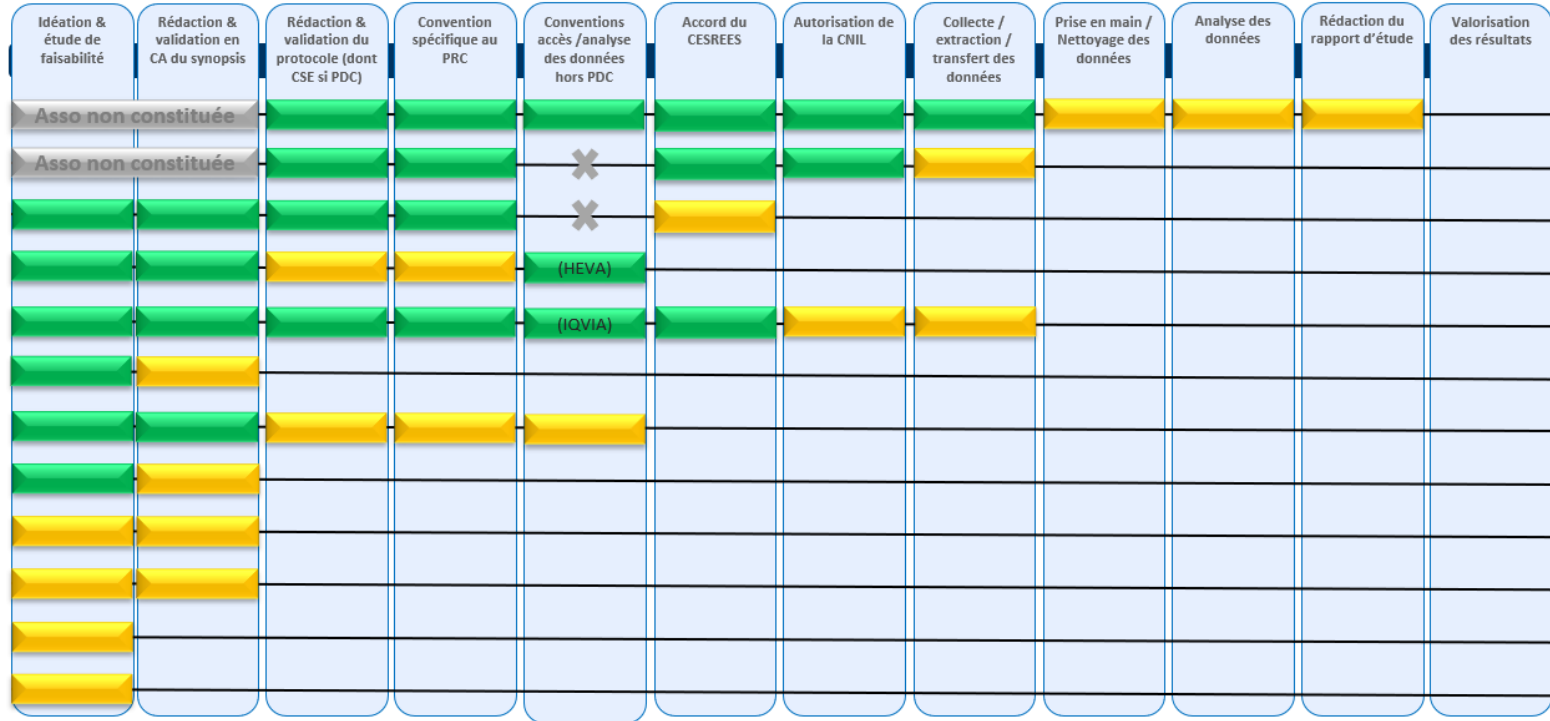 Idéation &
étude de
faisabilité
Rédaction &
validation en
CA du synopsis
Rédaction &
validation du
protocole (dont
CSE si PDC)
Convention
spécifique au
PRC
Conventions
accès /analyse
des données
hors PDC
Accord du
CESREES
Autorisation de
la CNIL
Collecte /
extraction /
transfert des
données
Prise en main /
Nettoyage des
données
Analyse des
données
Rédaction du
rapport d'étude
Valorisation
des résultats
Asso non constituée
Asso non constituée
(HEVA)
(IQVIA)